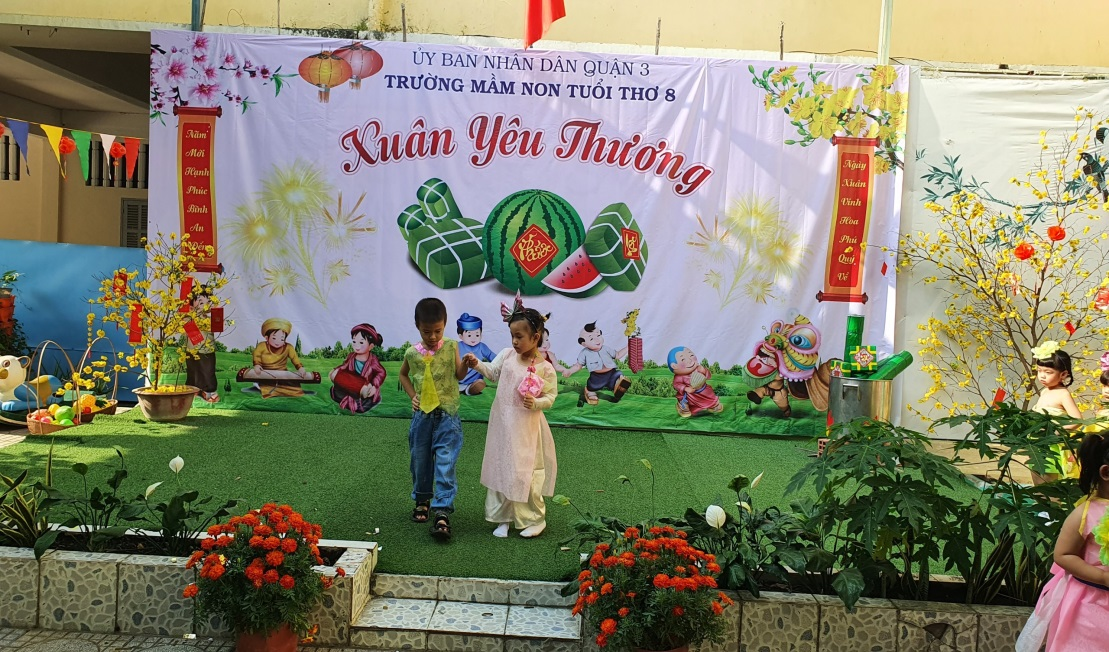 ỦY BAN NHÂN DÂN QUẬN 3
TRƯỜNG MẦM NON TUỔI THƠ 8
Xuân Yêu Thương
Năm
Mới
Hạnh
Phúc
Bình
An
Đến
Ngày
Xuân
Vinh
Hoa
Phú
Quý
Về